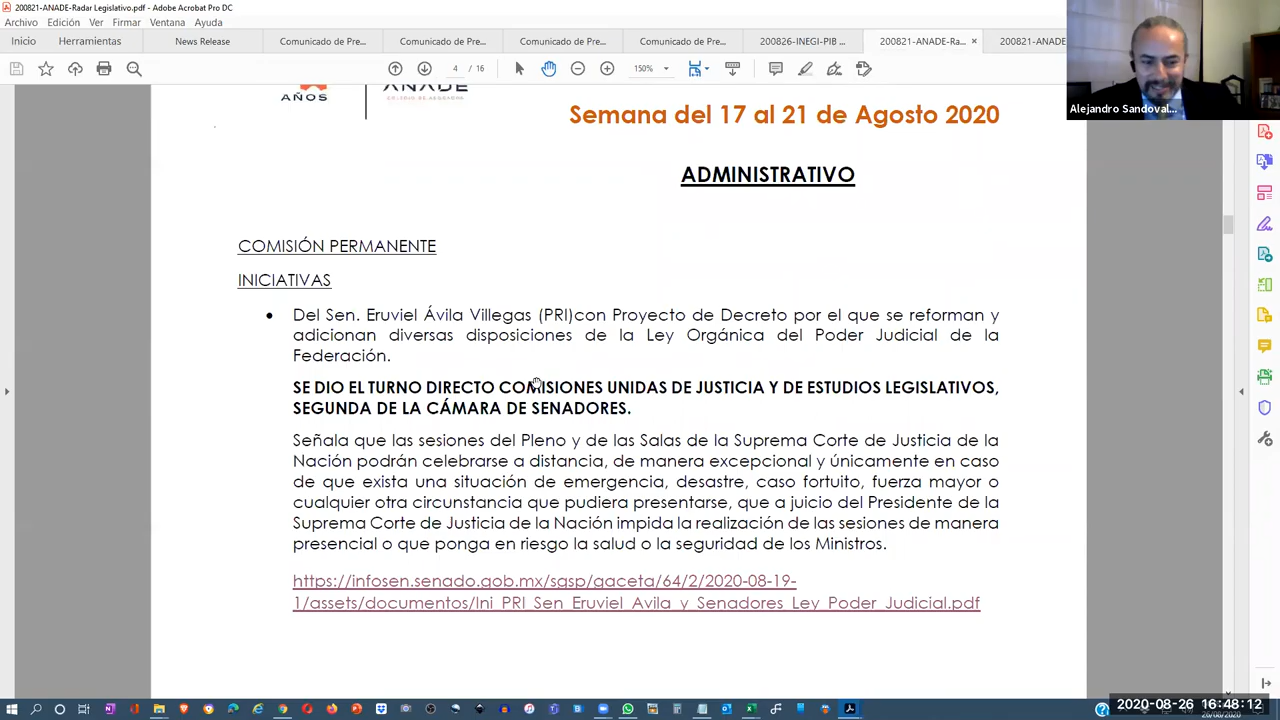 200821-ANADE-Radar Legislativo.pdf - Adobe Acrobat Pro DC
Archivo Edición Ver Firmar Ventana Ayuda
Inicio Herramientas News Release Comunicado de Pre... Comunicado de Pre... Comunicado de Pre... Comunicado de Pre... 200826-INEGI-PIB ... 200821-ANADE-Ra... × 200821-ANADE
4 / 16 150%
Alejandro Sandoval...
AÑOS ANADE
Semana del 17 al 21 de Agosto 2020
ADMINISTRATIVO
COMISIÓN PERMANENTE
INICIATIVAS
• Del Sen. Eruviel Ávila Villegas (PRI)con Proyecto de Decreto por el que se reforman y
adicionan diversas disposiciones de la Ley Orgánica del Poder Judicial de la
Federación.
SE DIO EL TURNO DIRECTO COMISIONES UNIDAS DE JUSTICIA Y DE ESTUDIOS LEGISLATIVOS,
SEGUNDA DE LA CÁMARA DE SENADORES.
Señala que las sesiones del Pleno y de las Salas de la Suprema Corte de Justicia de la
Nación podrán celebrarse a distancia, de manera excepcional y únicamente en caso
de que exista una situación de emergencia, desastre, caso fortuito, fuerza mayor o
cualquier otra circunstancia que pudiera presentarse, que a juicio del Presidente de la
Suprema Corte de Justicia de la Nación impida la realización de las sesiones de manera
presencial o que ponga en riesgo la salud o la seguridad de los Ministros.
https://infosen.senado.gob.mx/sgsp/gaceta/64/2/2020-08-19-
1/assets/documentos/Ini_PRI_Sen_Eruviel_Avila_y_Senadores_Ley_Poder_Judicial.pdf
2020-08-26 16:48:12
26/08/2020